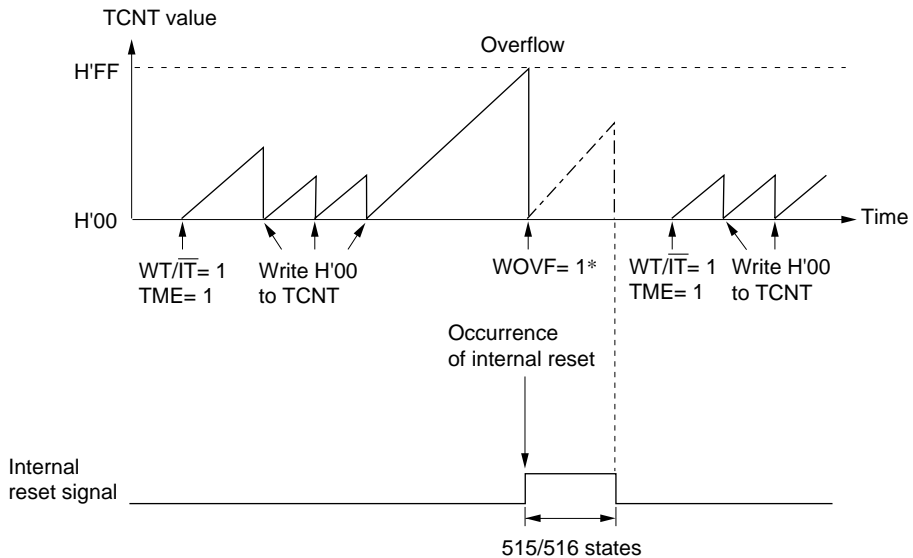 TCNT value
Overflow
H'FF
H'00
Time
WT/IT= 1
TME= 1
Write H'00
to TCNT
WOVF= 1*
WT/IT= 1
TME= 1
Write H'00
to TCNT
Occurrence
of internal reset
Internal
reset signal
515/516 states